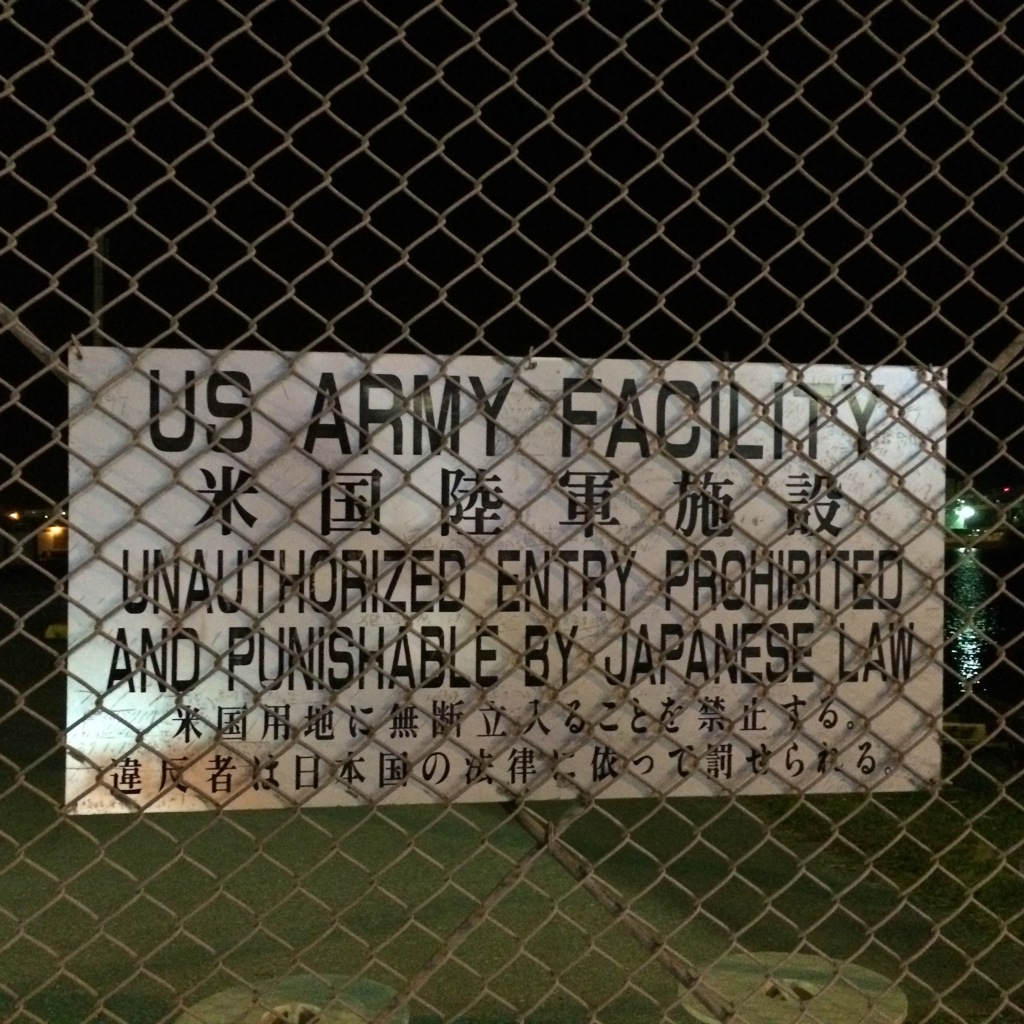 US ARMY FACILITY
米国陸軍施設
UNAUTHORIZED ENTRY PROHIBITED
AND PUNISHABLE BY JAPANESE LAW
米国用地に無断立入ることを禁止する。
違反者は日本国の法律に依って罰せられる。